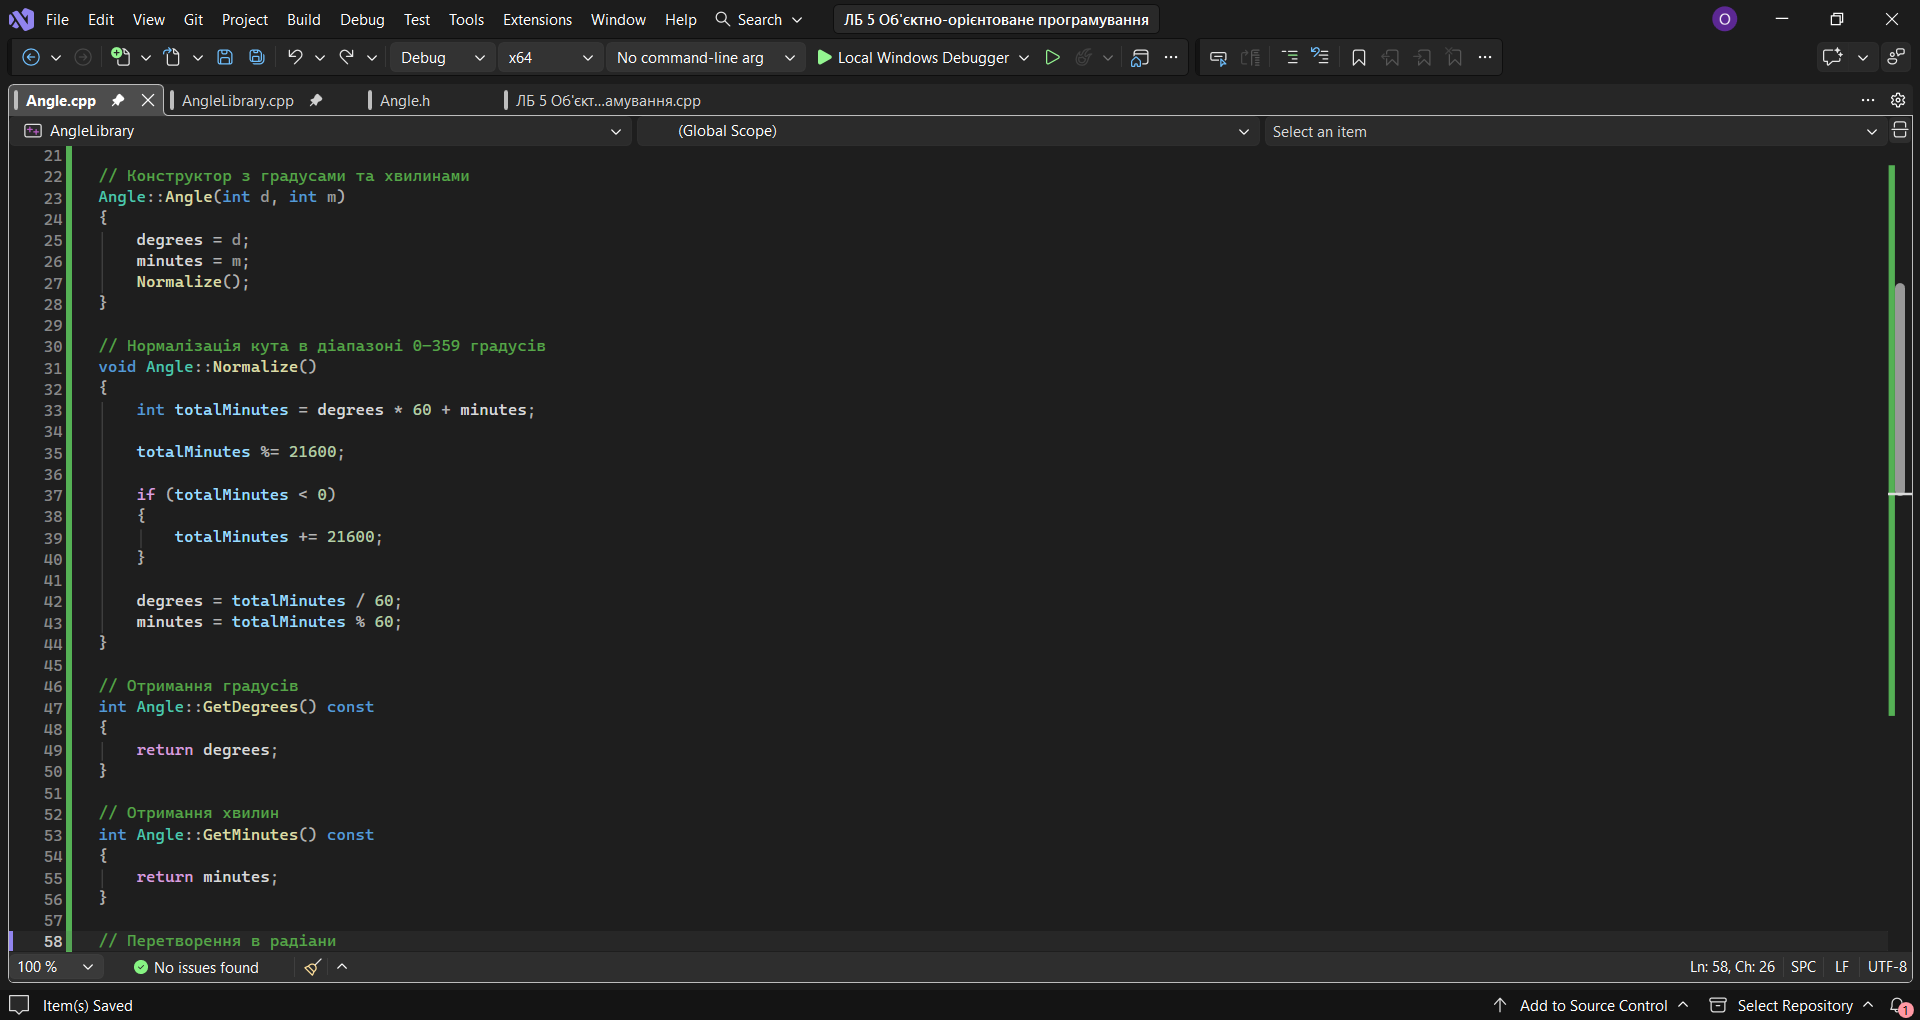 File Edit View Git Project Build Debug Test Tools Extensions Window Help Search ЛБ 5 Об'єктно-орієнтоване програмування O
Debug x64 No command-line arg Local Windows Debugger
Angle.cpp AngleLibrary.cpp Angle.h ЛБ 5 Об'єкт...амування.cpp
AngleLibrary (Global Scope) Select an item
21
22 // Конструктор з градусами та хвилинами
23 Angle::Angle(int d, int m)
24 {
25 degrees = d;
26 minutes = m;
27 Normalize();
28 }
29
30 // Нормалізація кута в діапазоні 0–359 градусів
31 void Angle::Normalize()
32 {
33 int totalMinutes = degrees * 60 + minutes;
34
35 totalMinutes %= 21600;
36
37 if (totalMinutes < 0)
38 {
39 totalMinutes += 21600;
40 }
41
42 degrees = totalMinutes / 60;
43 minutes = totalMinutes % 60;
44 }
45
46 // Отримання градусів
47 int Angle::GetDegrees() const
48 {
49 return degrees;
50 }
51
52 // Отримання хвилин
53 int Angle::GetMinutes() const
54 {
55 return minutes;
56 }
57
58 // Перетворення в радіани
100 % No issues found Ln: 58, Ch: 26 SPC LF UTF-8
Item(s) Saved Add to Source Control Select Repository 1